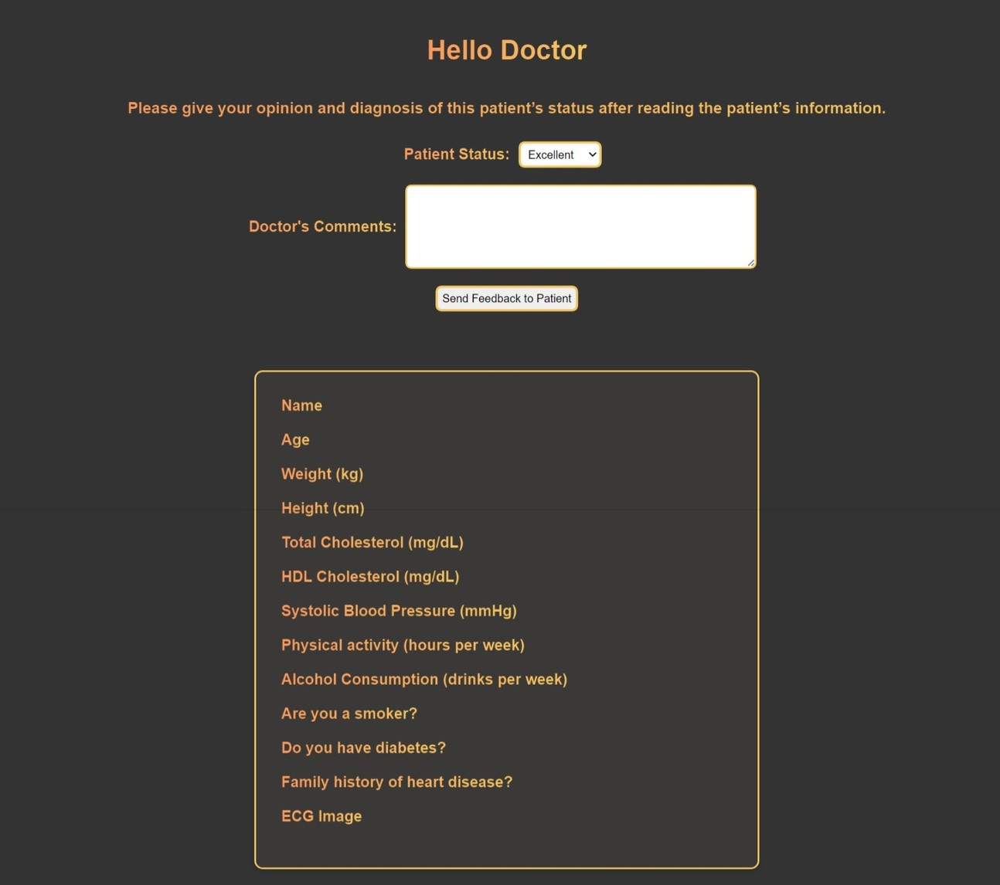 Hello Doctor
Please give your opinion and diagnosis of this patient’s status after reading the patient’s information.
Patient Status: Excellent
Doctor's Comments:
Send Feedback to Patient
Name
Age
Weight (kg)
Height (cm)
Total Cholesterol (mg/dL)
HDL Cholesterol (mg/dL)
Systolic Blood Pressure (mmHg)
Physical activity (hours per week)
Alcohol Consumption (drinks per week)
Are you a smoker?
Do you have diabetes?
Family history of heart disease?
ECG Image